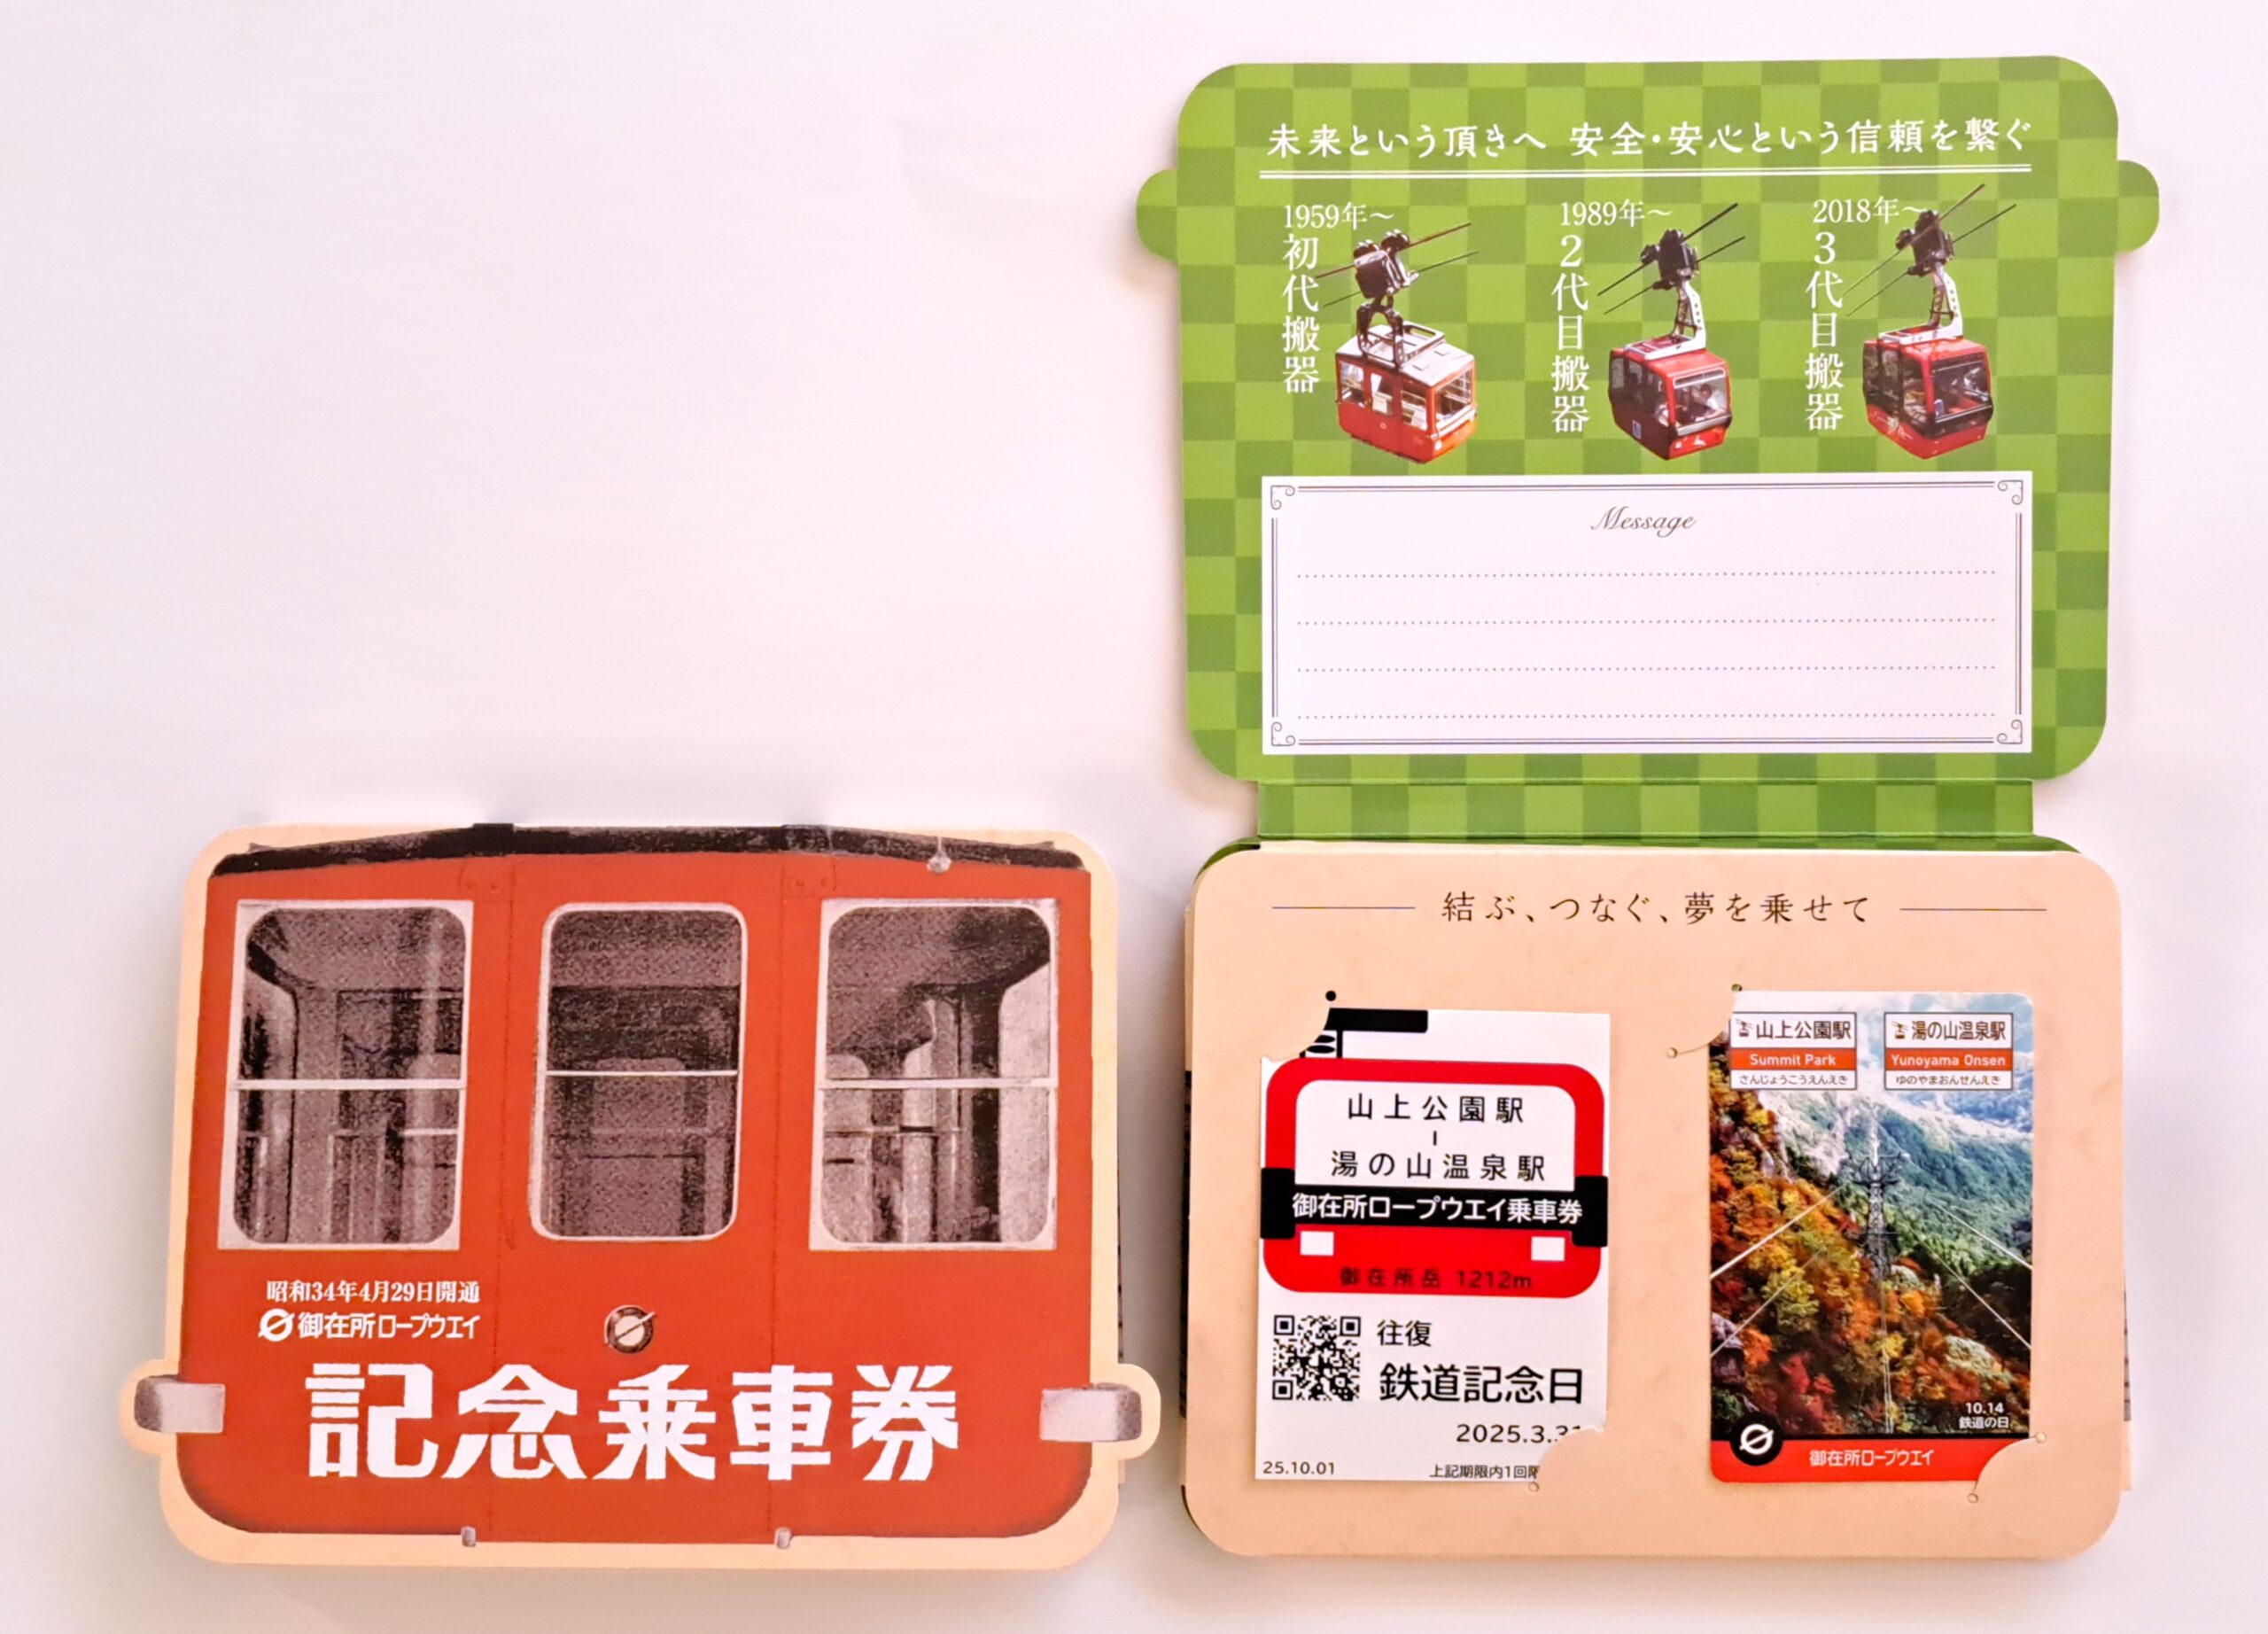 未来という頂きへ 安全・安心という信頼を繋ぐ
1959年～
初代搬器
1989年～
2代目搬器
2018年～
3代目搬器
Message
昭和34年4月29日開通
御在所ロープウエイ
記念乗車券
結ぶ、つなぐ、夢を乗せて
山上公園駅
湯の山温泉駅
御在所ロープウエイ乗車券
御在所岳 1212m
往復
鉄道記念日
2025.3.31
25.10.01
上記期限内1回限
山上公園駅
Summit Park
さんじょうこうえんえき
湯の山温泉駅
Yunoyama Onsen
ゆのやまおんせんえき
10.14
鉄道の日
御在所ロープウエイ